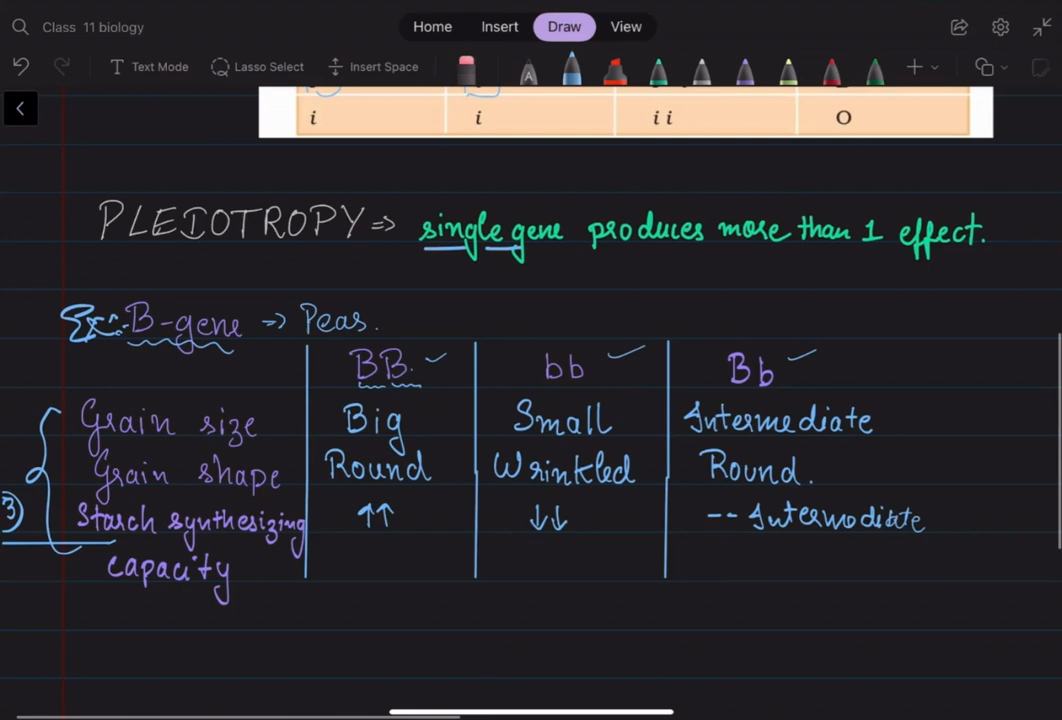 Class 11 biology
Home Insert Draw View
Text Mode Lasso Select Insert Space
A
i i i i O
PLEIOTROPY => single gene produces more than 1 effect.
Ex:- B-gene => Peas.
BB. bb Bb
Grain size Big Small Intermediate
Grain shape Round Wrinkled Round.
3) Starch synthesizing ↑↑ ↓↓ -- Intermediate
capacity